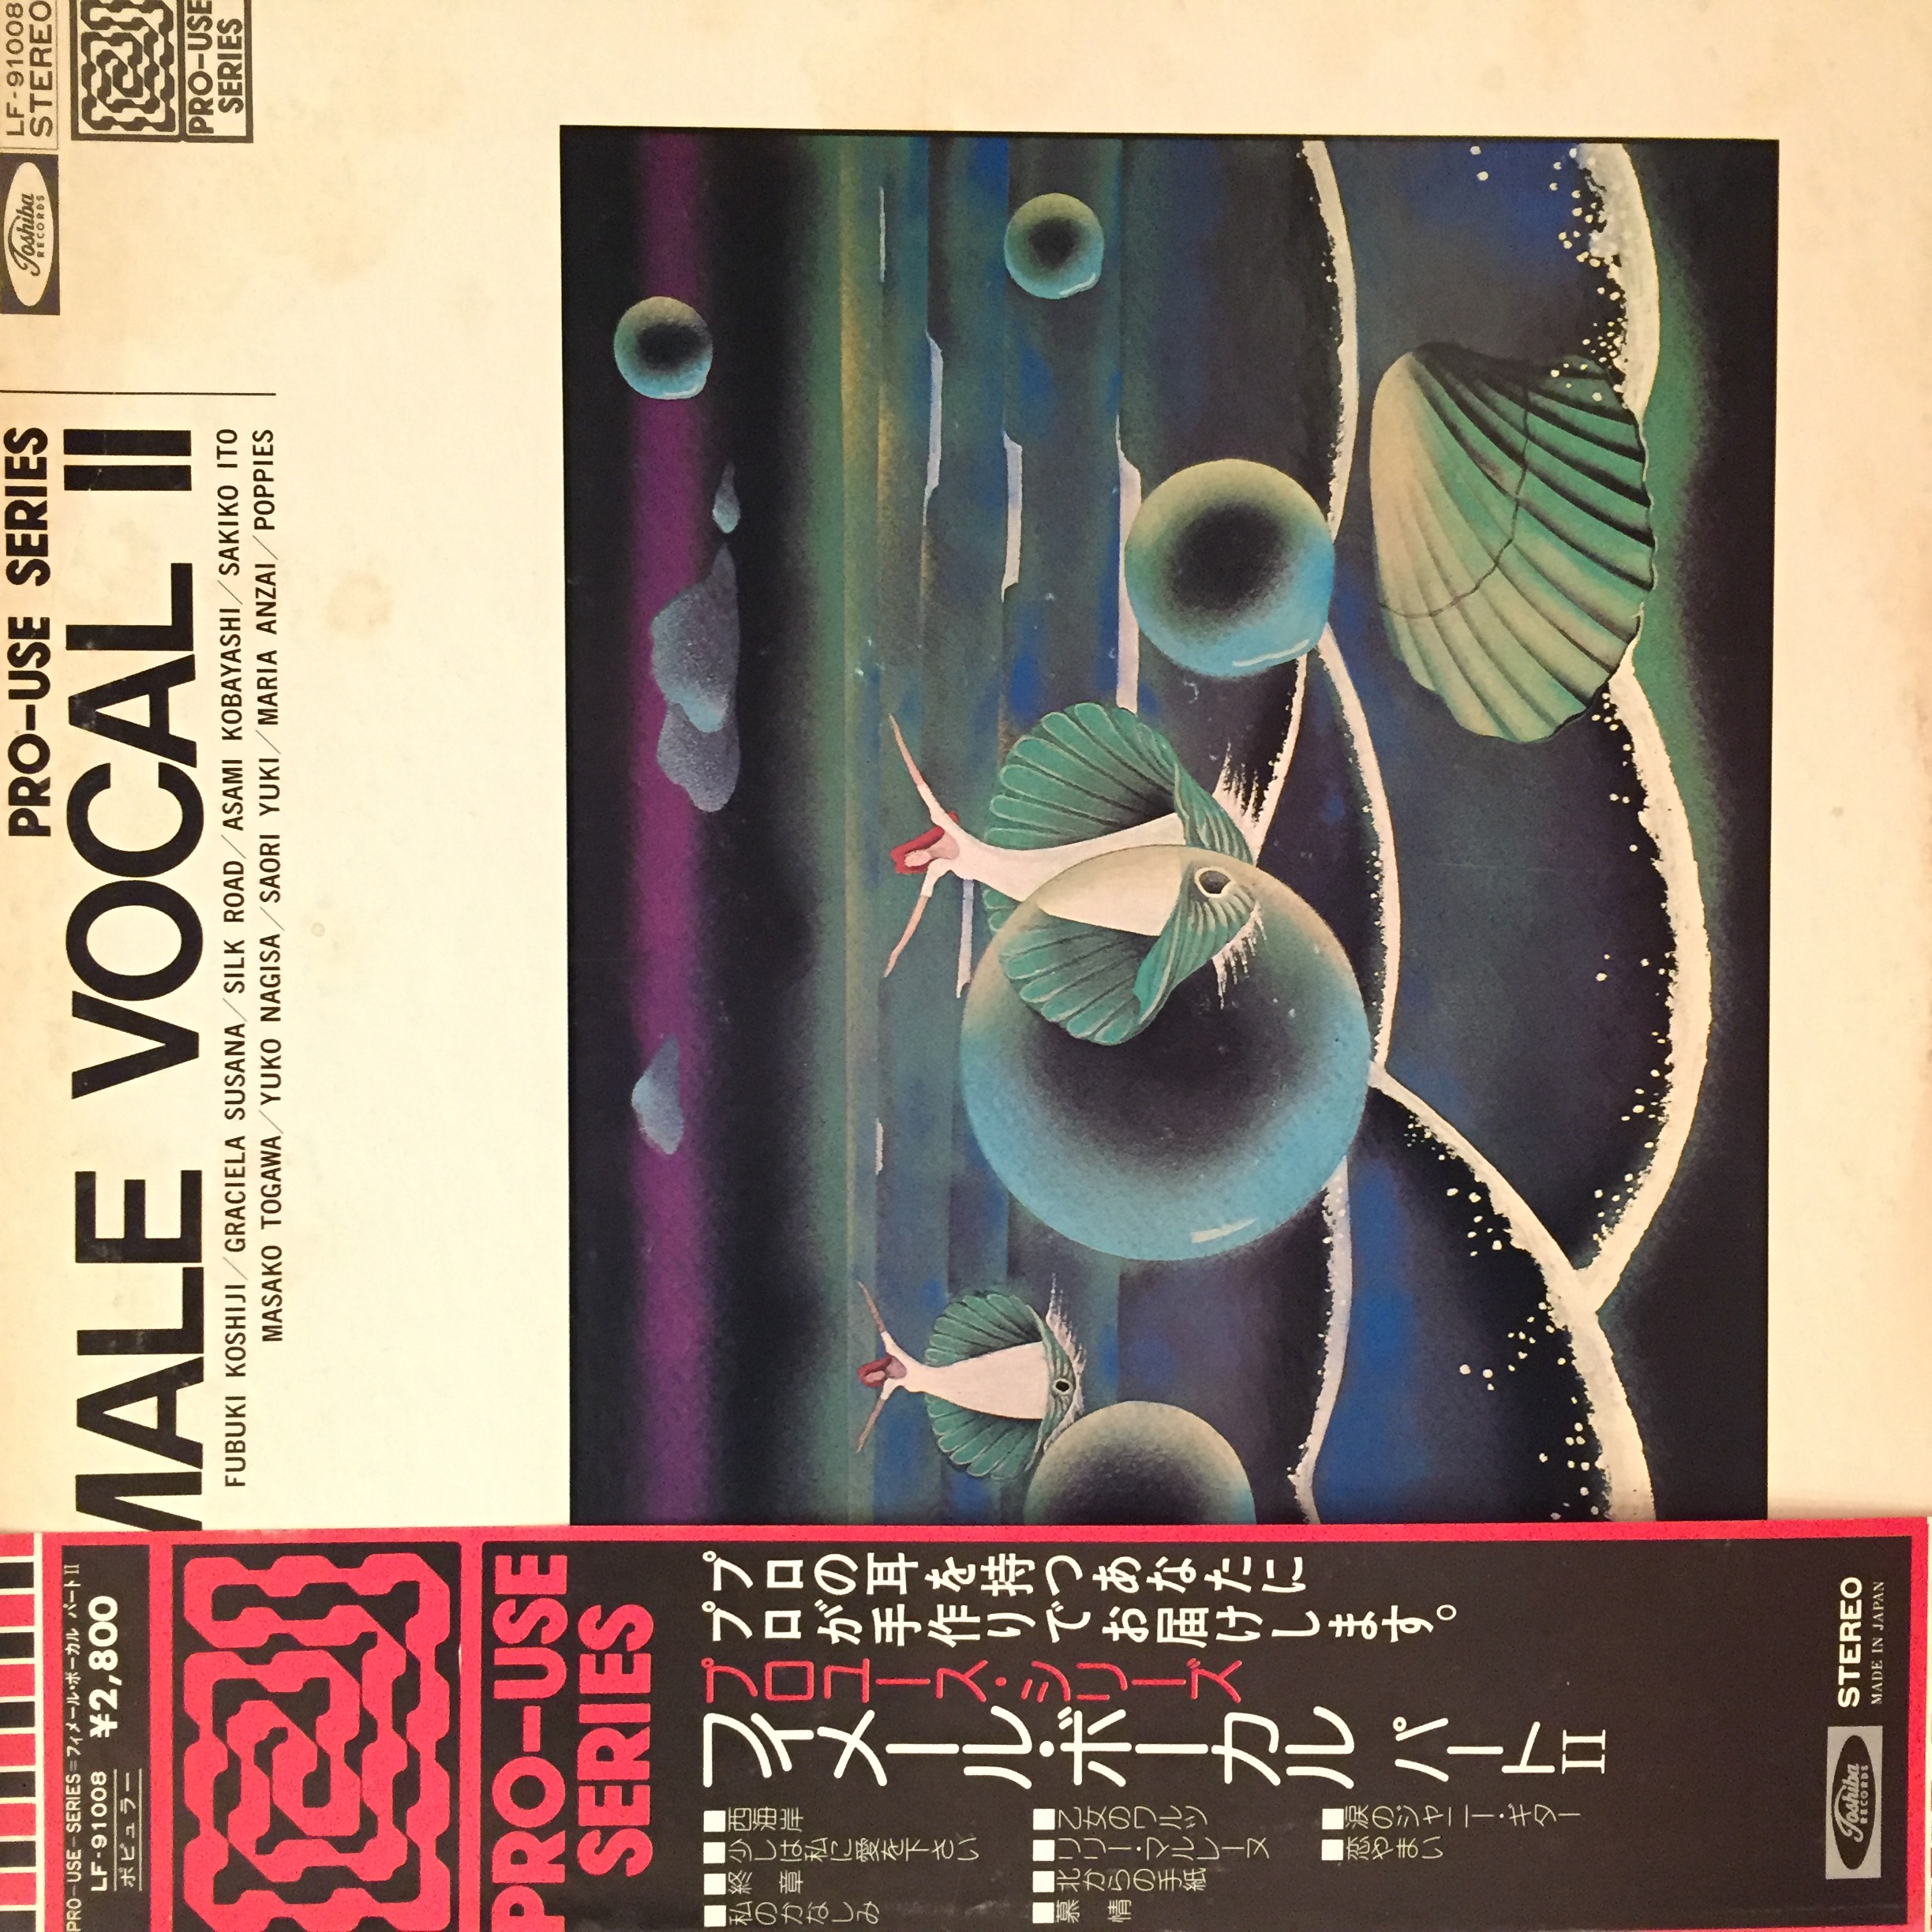 LF-91008
STEREO
PRO-USE
SERIES
Toshiba
RECORDS
PRO-USE SERIES
MALE VOCAL II
FUBUKI KOSHIJI/GRACIELA SUSANA/SILK ROAD/ASAMI KOBAYASHI/SAKIKO ITO
MASAKO TOGAWA/YUKO NAGISA/SAORI YUKI/MARIA ANZAI/POPPIES
PRO-USE-SERIES=フィメール・ボーカル パートII
LF-91008 ¥2,800
ポピュラー
PRO-USE
SERIES
プロの耳を持つあなたに
プロが手作りでお届けします。
プロユース・シリーズ
フィメール・ボーカル パートII
■西海岸
■少しは私に愛を下さい
■終 章
■私のかなしみ
■乙女のワルツ
■リリー・マルレーヌ
■北からの手紙
■慕 情
■涙のジャニー・ギター
■恋やまい
STEREO
MADE IN JAPAN
Toshiba
RECORDS